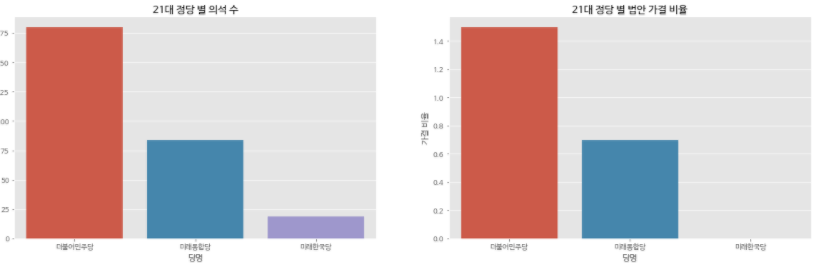 21대 정당 별 의석 수
75
50
25
00
75
50
25
0
더불어민주당 미래통합당 미래한국당
당명
21대 정당 별 법안 가결 비율
가결 비율
1.4
1.2
1.0
0.8
0.6
0.4
0.2
0.0
더불어민주당 미래통합당 미래한국당
당명